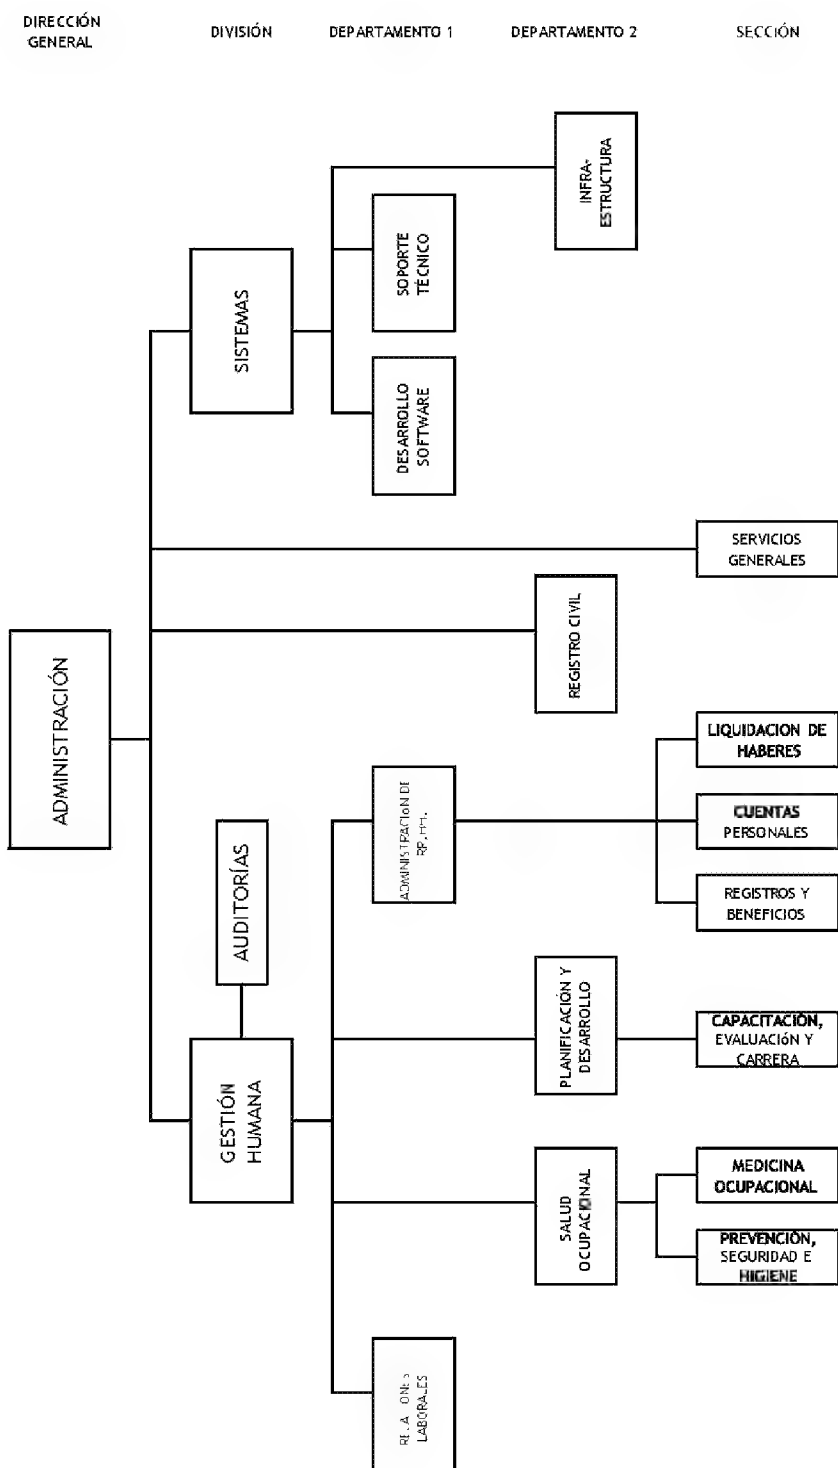 DIRECCIÓN
GENERAL
DIVISIÓN
DEPARTAMENTO 1
DEPARTAMENTO 2
SECCIÓN
ADMINISTRACIÓN
SISTEMAS
DESARROLLO
SOFTWARE
SOPORTE
TÉCNICO
INFRA-
ESTRUCTURA
SERVICIOS
GENERALES
REGISTRO CIVIL
GESTIÓN
HUMANA
AUDITORÍAS
ADMINISTRACIÓN DE
LIQUIDACION DE
HABERES
CUENTAS
PERSONALES
REGISTROS Y
BENEFICIOS
PLANIFICACIÓN Y
DESARROLLO
CAPACITACIÓN,
EVALUACIÓN Y
CARRERA
SALUD
OCUPACIONAL
MEDICINA
OCUPACIONAL
PREVENCIÓN,
SEGURIDAD E
HIGIENE
LABORALES